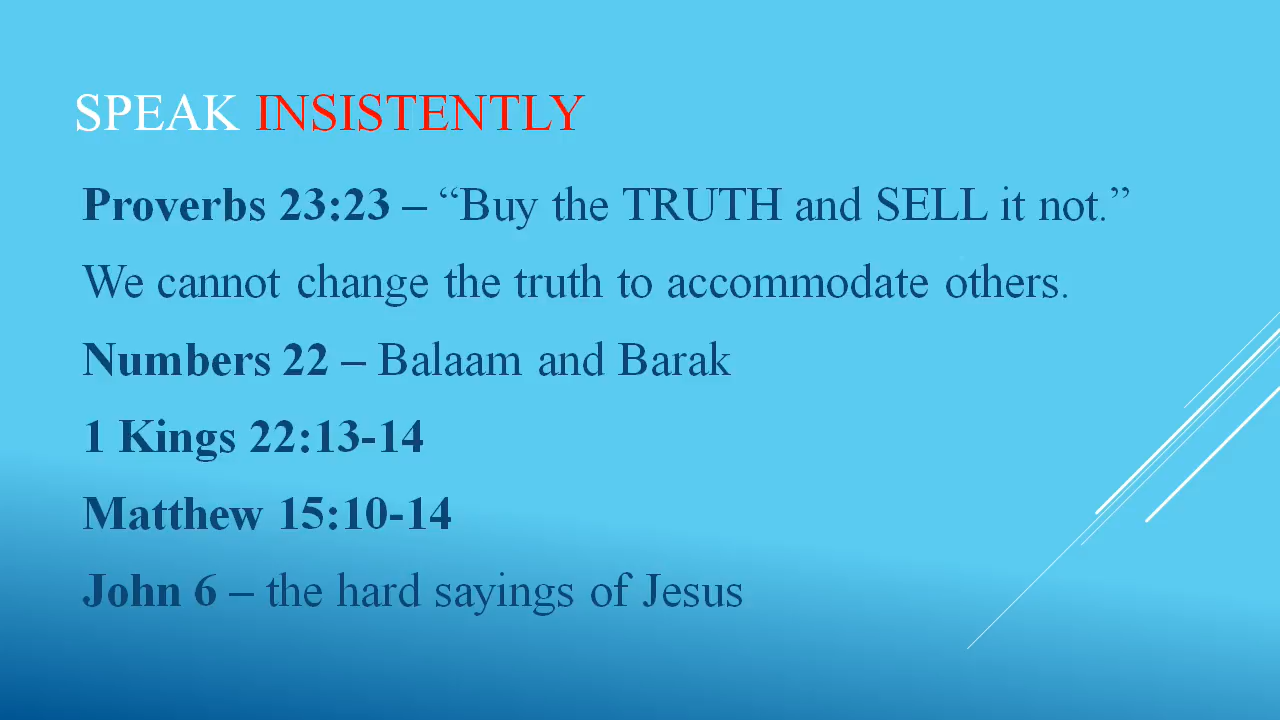 SPEAK INSISTENTLY
Proverbs 23:23 – “Buy the TRUTH and SELL it not.”
We cannot change the truth to accommodate others.
Numbers 22 – Balaam and Barak
1 Kings 22:13-14
Matthew 15:10-14
John 6 – the hard sayings of Jesus